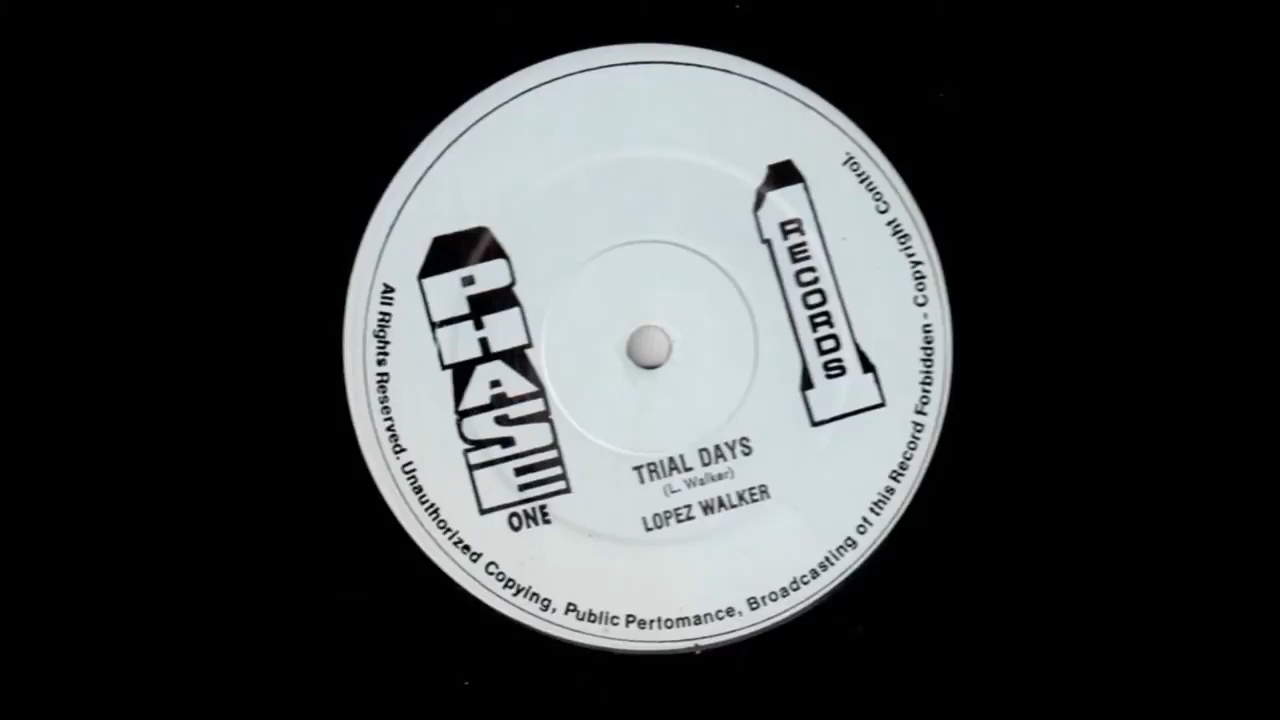 PHASE
ONE
RECORDS
TRIAL DAYS
(L. Walker)
LOPEZ WALKER
All Rights Reserved. Unauthorized Copying, Public Pertomance, Broadcasting of this Record Forbidden - Copyright Control.